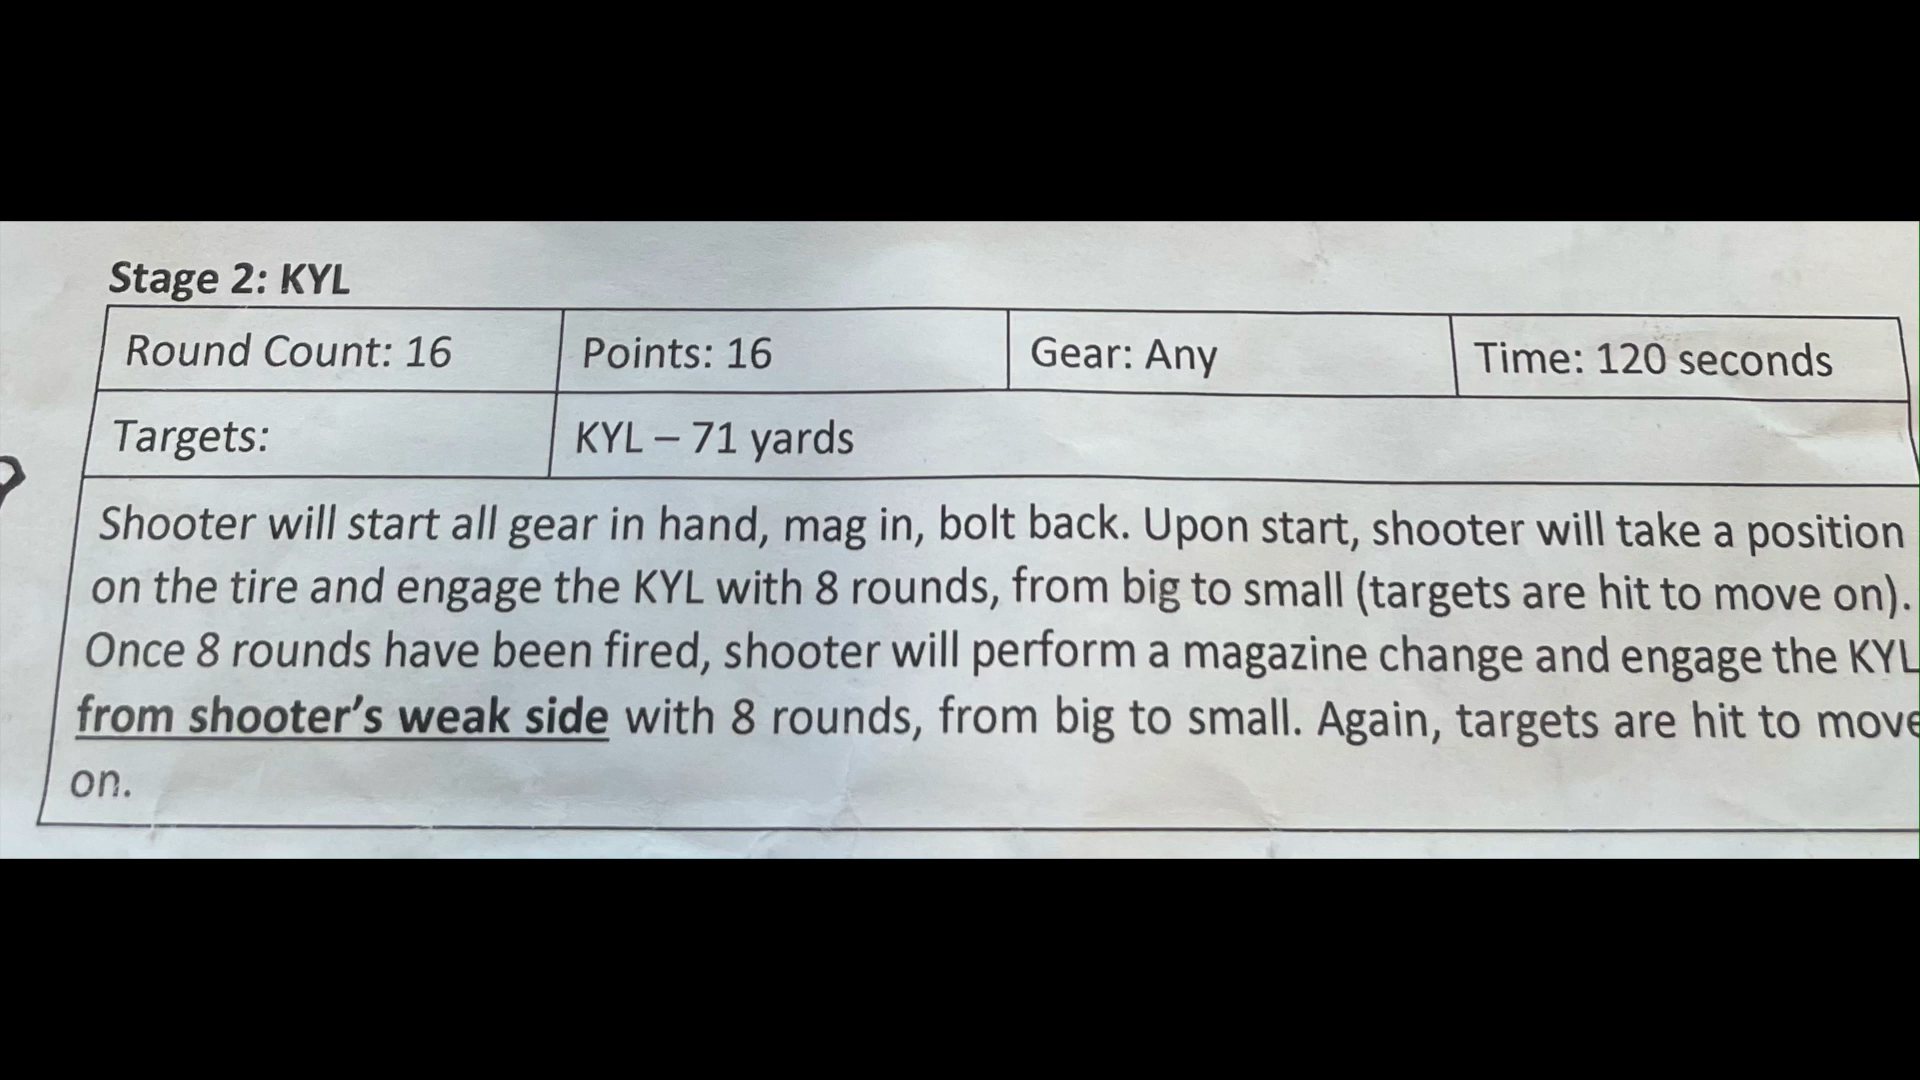 Stage 2: KYL
Round Count: 16 Points: 16 Gear: Any Time: 120 seconds
Targets: KYL – 71 yards
Shooter will start all gear in hand, mag in, bolt back. Upon start, shooter will take a position
on the tire and engage the KYL with 8 rounds, from big to small (targets are hit to move on).
Once 8 rounds have been fired, shooter will perform a magazine change and engage the KYL
from shooter's weak side with 8 rounds, from big to small. Again, targets are hit to move
on.